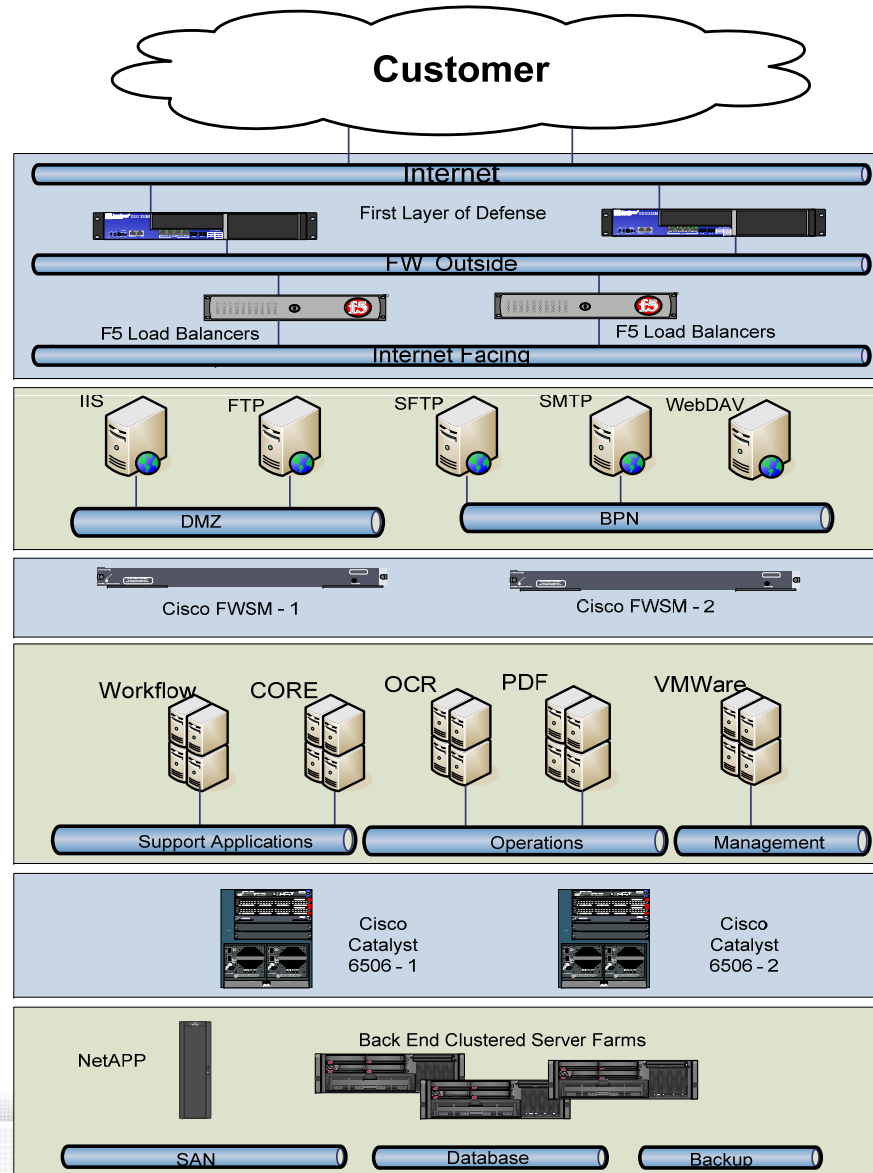 Customer
Internet
First Layer of Defense
FW Outside
f5
f5
F5 Load Balancers
F5 Load Balancers
Internet Facing
IIS
FTP
SFTP
SMTP
WebDAV
DMZ
BPN
Cisco FWSM - 1
Cisco FWSM - 2
Workflow
CORE
OCR
PDF
VMWare
Support Applications
Operations
Management
Cisco
Catalyst
6506 - 1
Cisco
Catalyst
6506 - 2
NetAPP
Back End Clustered Server Farms
SAN
Database
Backup